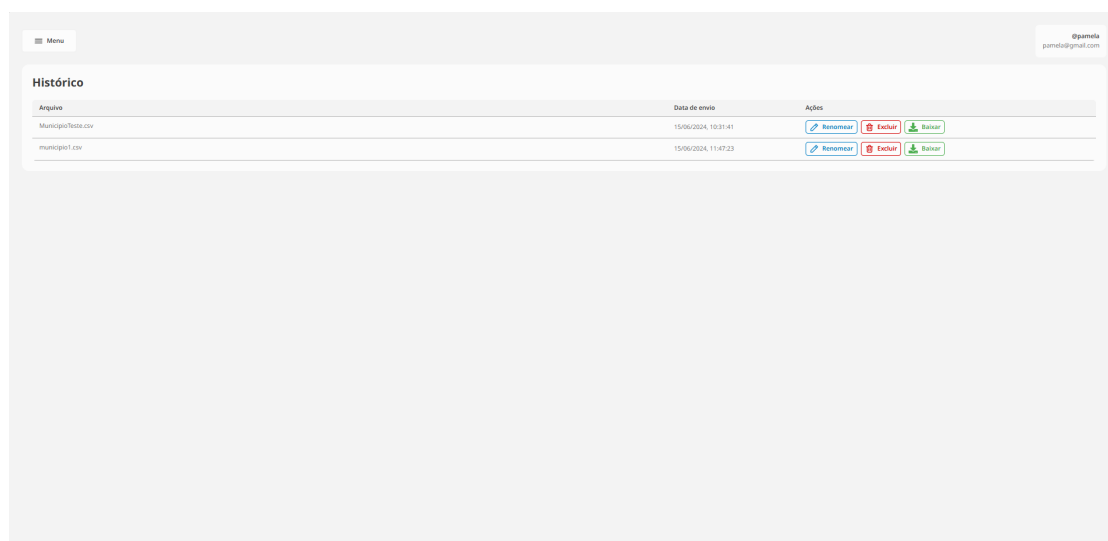 Menu
@pamela
pamela@gmail.com
Histórico
Arquivo Data de envio Ações
MunicipioTeste.csv 15/06/2024, 10:31:41 Renomear Excluir Baixar
municipio1.csv 15/06/2024, 11:47:23 Renomear Excluir Baixar